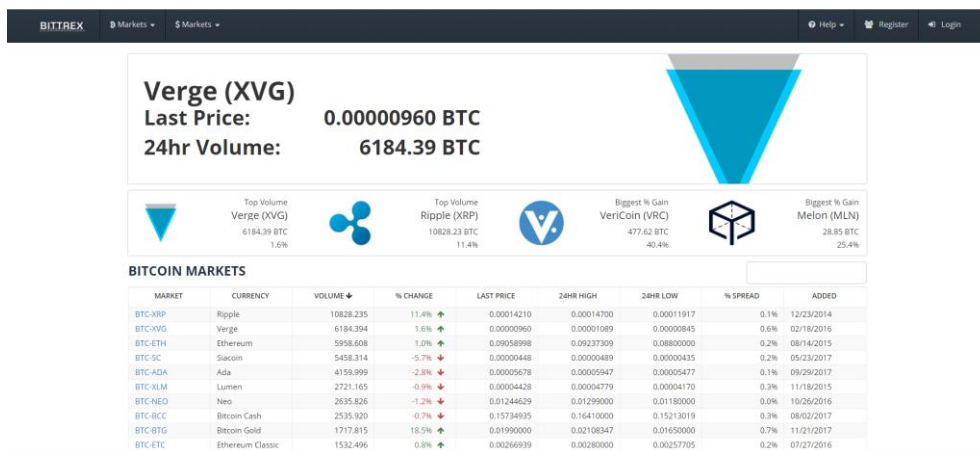 BITTREX B Markets $ Markets Help Register Login
Verge (XVG)
Last Price: 0.00000960 BTC
24hr Volume: 6184.39 BTC
Top Volume
Verge (XVG)
6184.39 BTC
1.6%
Top Volume
Ripple (XRP)
10828.23 BTC
11.4%
Biggest % Gain
VeriCoin (VRC)
477.62 BTC
40.4%
Biggest % Gain
Melon (MLN)
28.85 BTC
25.4%
BITCOIN MARKETS
MARKET CURRENCY VOLUME % CHANGE LAST PRICE 24HR HIGH 24HR LOW % SPREAD ADDED
BTC-XRP Ripple 10828.235 11.4% 0.00014210 0.00014700 0.00011917 0.1% 12/23/2014
BTC-XVG Verge 6184.394 1.6% 0.00000960 0.00001089 0.00000845 0.6% 02/18/2016
BTC-ETH Ethereum 5958.608 1.0% 0.09058998 0.09237309 0.08800000 0.2% 08/14/2015
BTC-SC Siacoin 5458.314 -5.7% 0.00000448 0.00000489 0.00000435 0.2% 05/23/2017
BTC-ADA Ada 4159.999 -2.8% 0.00005678 0.00005947 0.00005477 0.1% 09/29/2017
BTC-XLM Lumen 2721.165 -0.9% 0.00004428 0.00004779 0.00004170 0.3% 11/18/2015
BTC-NEO Neo 2635.826 -1.2% 0.01244629 0.01299000 0.01180000 0.0% 10/26/2016
BTC-BCC Bitcoin Cash 2535.920 -0.7% 0.15734935 0.16410000 0.15213019 0.3% 08/02/2017
BTC-BTG Bitcoin Gold 1717.815 18.5% 0.01990000 0.02108347 0.01650000 0.7% 11/21/2017
BTC-ETC Ethereum Classic 1532.496 0.8% 0.00266939 0.00280000 0.00257705 0.2% 07/27/2016